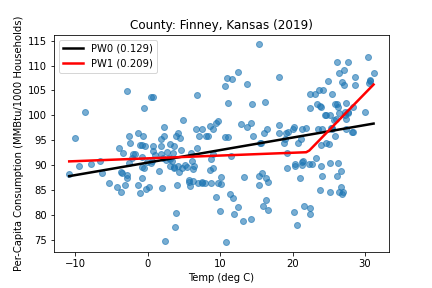 County: Finney, Kansas (2019)
PW0 (0.129)
PW1 (0.209)
Per-Capita Consumption (MMBtu/1000 Households)
115
110
105
100
95
90
85
80
75
−10
0
10
20
30
Temp (deg C)